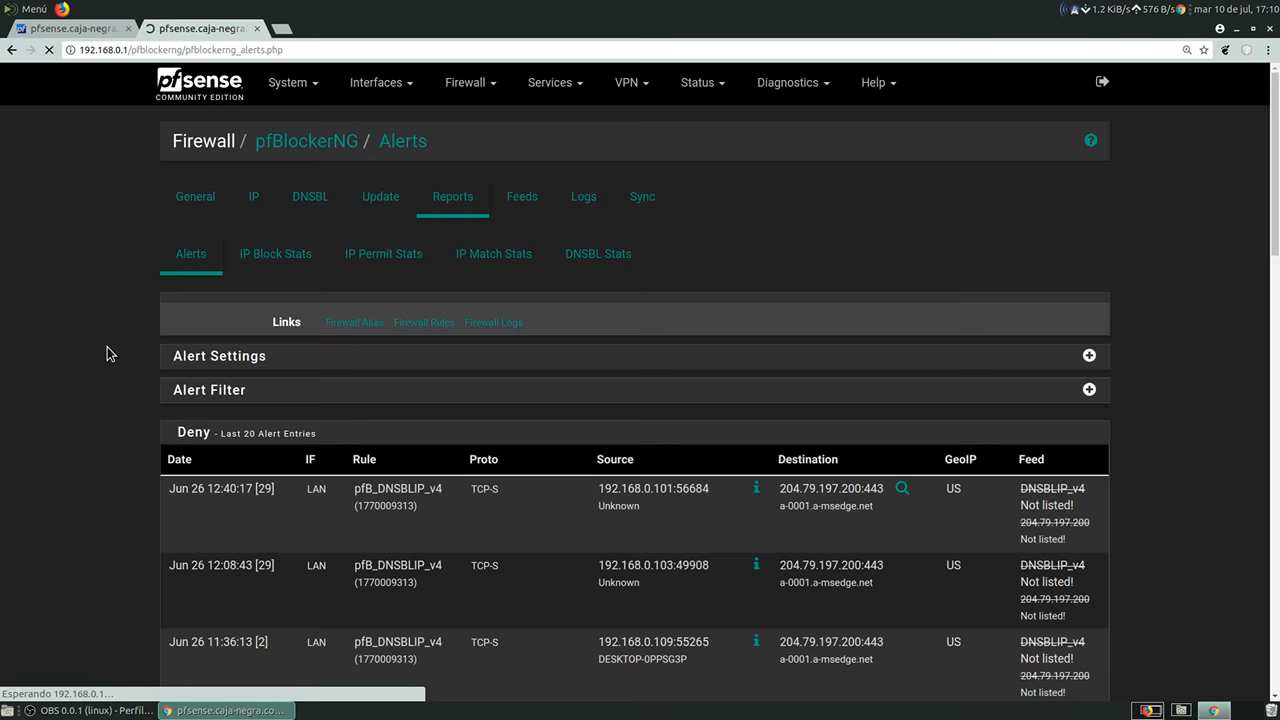 Menú
1.2 KiB/s 576 B/s mar 10 de jul, 17:10
pfsense.caja-negra. pfsense.caja-negra.
192.168.0.1/pfblockerng/pfblockerng_alerts.php
pfsense
COMMUNITY EDITION
System Interfaces Firewall Services VPN Status Diagnostics Help
Firewall / pfBlockerNG / Alerts
General IP DNSBL Update Reports Feeds Logs Sync
Alerts IP Block Stats IP Permit Stats IP Match Stats DNSBL Stats
Links Firewall Alias Firewall Rules Firewall Logs
Alert Settings
Alert Filter
Deny - Last 20 Alert Entries
Date IF Rule Proto Source Destination GeoIP Feed
Jun 26 12:40:17 [29] LAN pfB_DNSBLIP_v4 TCP-S 192.168.0.101:56684 204.79.197.200:443 US DNSBLIP_v4
(1770009313) Unknown a-0001.a-msedge.net Not listed!
204.79.197.200
Not listed!
Jun 26 12:08:43 [29] LAN pfB_DNSBLIP_v4 TCP-S 192.168.0.103:49908 204.79.197.200:443 US DNSBLIP_v4
(1770009313) Unknown a-0001.a-msedge.net Not listed!
204.79.197.200
Not listed!
Jun 26 11:36:13 [2] LAN pfB_DNSBLIP_v4 TCP-S 192.168.0.109:55265 204.79.197.200:443 US DNSBLIP_v4
(1770009313) DESKTOP-0PPSG3P a-0001.a-msedge.net Not listed!
204.79.197.200
Not listed!
Esperando 192.168.0.1…
OBS 0.0.1 (linux) - Perfil... pfsense.caja-negra.co...